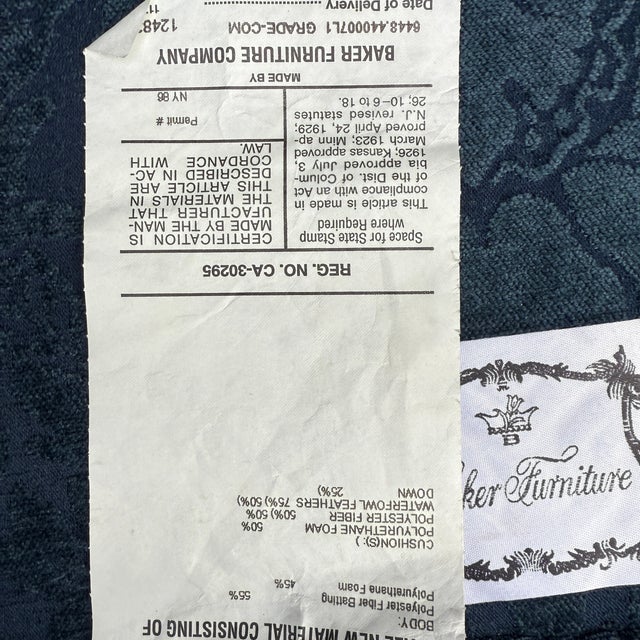 NEW MATERIAL CONSISTING OF
BODY:
Polyester Fiber Batting 55%
Polyurethane Foam 45%
CUSHION(S): )
POLYURETHANE FOAM 50%
POLYESTER FIBER 50%) 50%
WATERFOWL FEATHERS 75%) 50%)
DOWN 25%)
REG. NO. CA-30295
Space for State Stamp
where Required
This article is made in
compliance with an Act
of the Dist. of Colum-
bia approved July 3,
1926; Kansas approved
March 1923; Minn ap-
proved April 24, 1929;
N.J. revised statutes
26; 10-6 to 18.
CERTIFICATION IS
MADE BY THE MAN-
UFACTURER THAT
THE MATERIALS IN
THIS ARTICLE ARE
DESCRIBED IN AC-
CORDANCE WITH
LAW.
Permit #
NY 86
MADE BY
BAKER FURNITURE COMPANY
6448.440007L1 GRADE-COM
Date of Delivery
B
ker Furniture